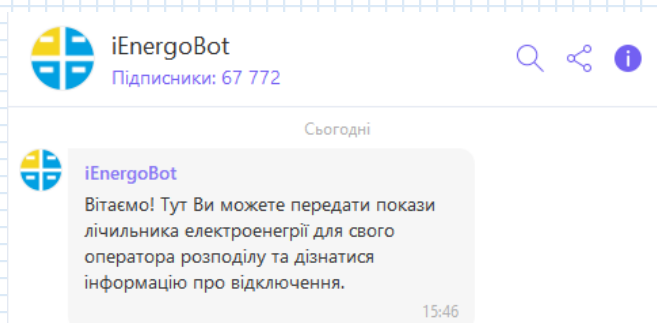 iEnergoBot
Підписники: 67 772
Сьогодні
iEnergoBot
Вітаємо! Тут Ви можете передати покази
лічильника електроенегрії для свого
оператора розподілу та дізнатися
інформацію про відключення.
15:46